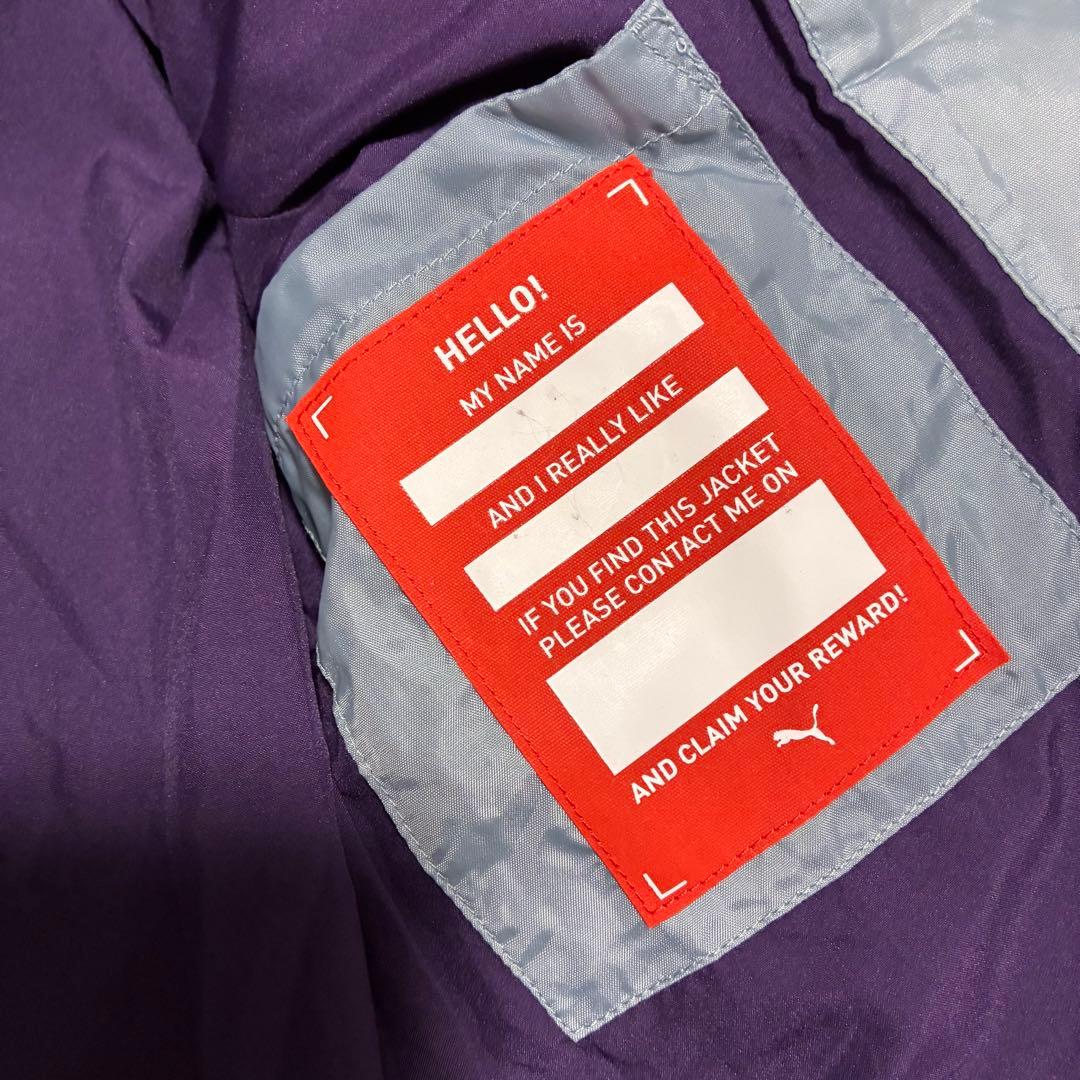 HELLO!
MY NAME IS
AND I REALLY LIKE
IF YOU FIND THIS JACKET
PLEASE CONTACT ME ON
AND CLAIM YOUR REWARD!